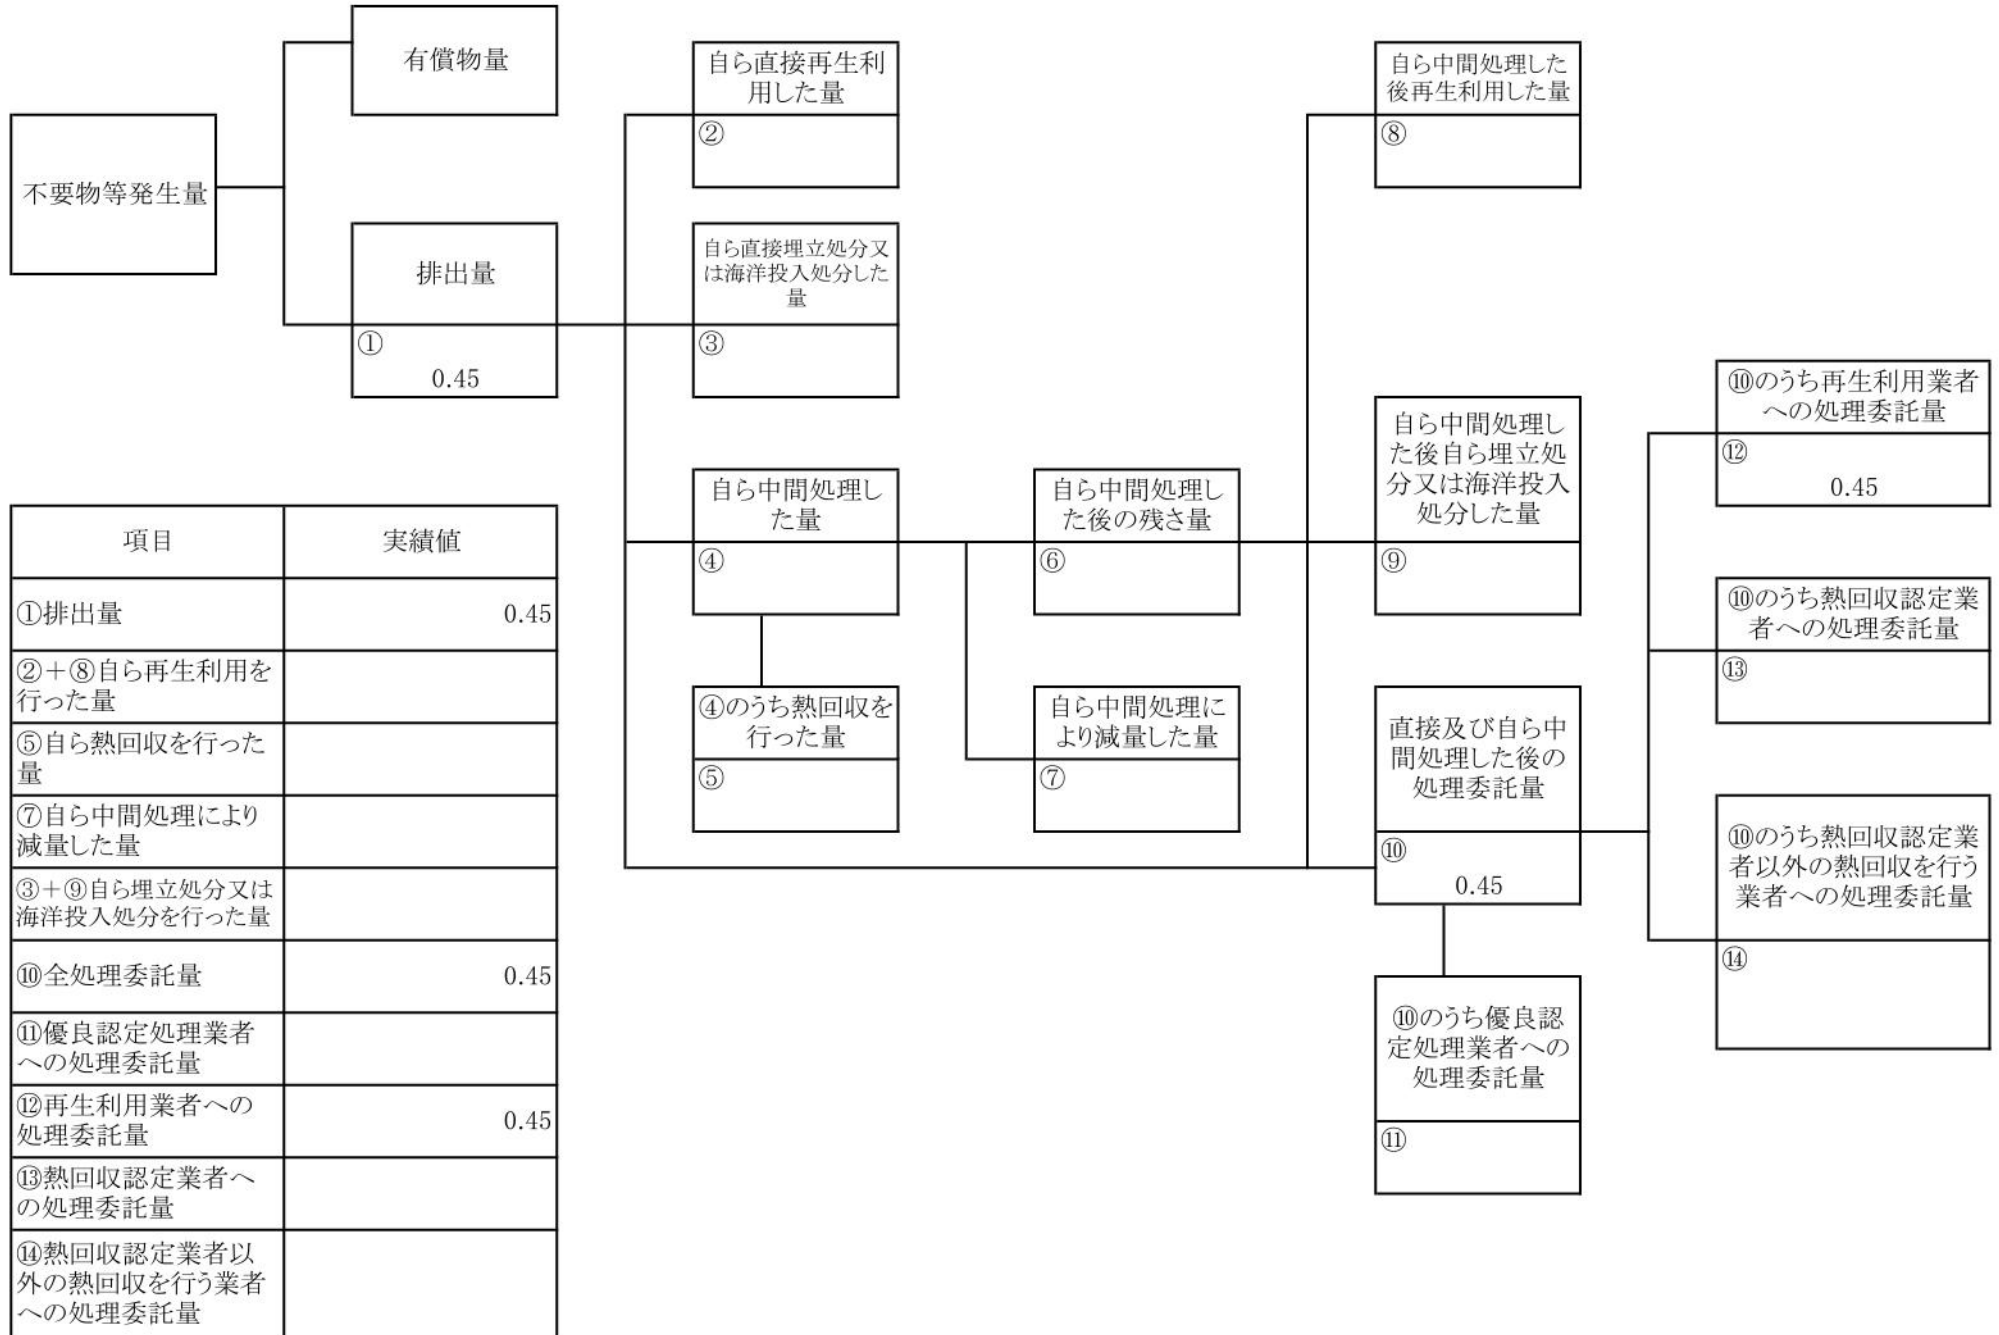 有償物量
不要物等発生量
排出量
①
0.45
自ら直接再生利
用した量
②
自ら直接埋立処分又
は海洋投入処分した
量
③
自ら中間処理し
た量
④
④のうち熱回収を
行った量
⑤
自ら中間処理し
た後の残さ量
⑥
自ら中間処理に
より減量した量
⑦
自ら中間処理した
後再生利用した量
⑧
自ら中間処理し
た後自ら埋立処
分又は海洋投入
処分した量
⑨
直接及び自ら中
間処理した後の
処理委託量
⑩
0.45
⑩のうち優良認
定処理業者への
処理委託量
⑪
⑩のうち再生利用業者
への処理委託量
⑫
0.45
⑩のうち熱回収認定業
者への処理委託量
⑬
⑩のうち熱回収認定業
者以外の熱回収を行う
業者への処理委託量
⑭
項目 実績値
①排出量 0.45
②＋⑧自ら再生利用を
行った量
⑤自ら熱回収を行った
量
⑦自ら中間処理により
減量した量
③＋⑨自ら埋立処分又は
海洋投入処分を行った量
⑩全処理委託量 0.45
⑪優良認定処理業者
への処理委託量
⑫再生利用業者への
処理委託量 0.45
⑬熱回収認定業者へ
の処理委託量
⑭熱回収認定業者以
外の熱回収を行う業者
への処理委託量